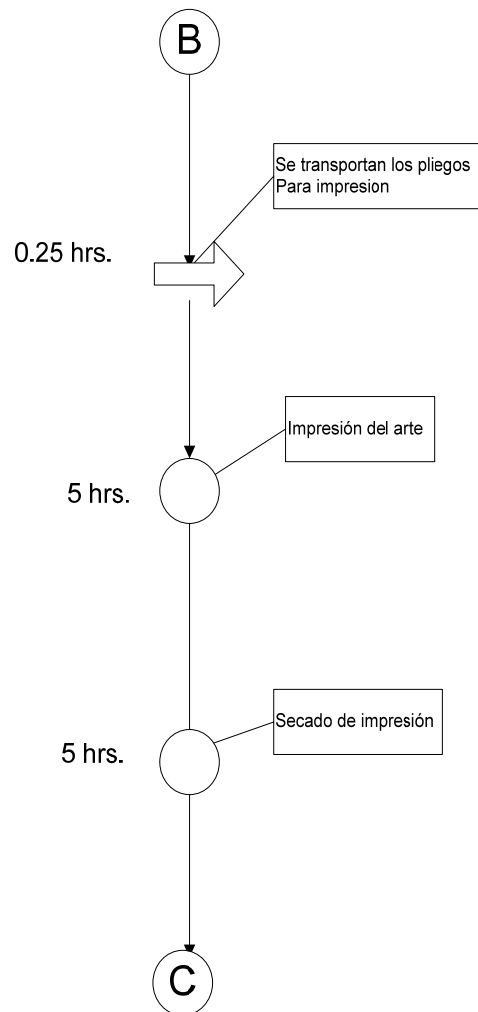 B
Se transportan los pliegos
Para impresion
0.25 hrs.
Impresión del arte
5 hrs.
Secado de impresión
5 hrs.
C